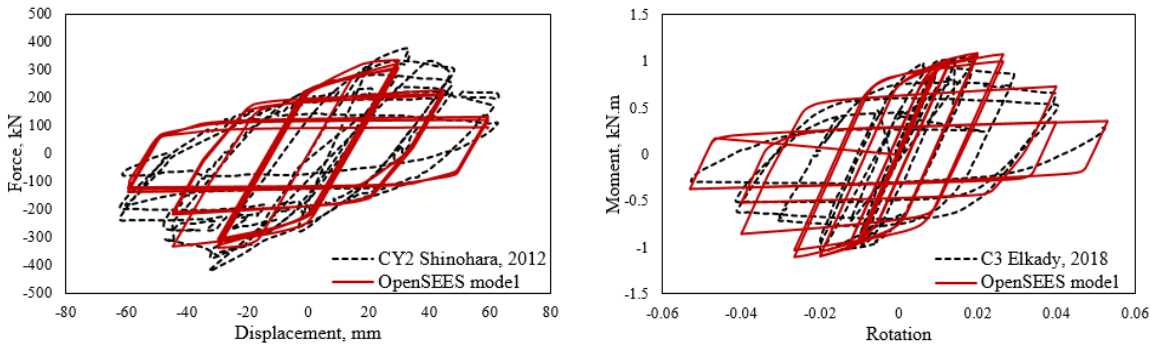 500
400
300
200
100
0
-100
-200
-300
-400
-500
Force, kN
-80 -60 -40 -20 0 20 40 60 80
Displacement, mm
CY2 Shinohara, 2012
OpenSEES model
1.5
1
0.5
0
-0.5
-1
-1.5
Moment, kN.m
-0.06 -0.04 -0.02 0 0.02 0.04 0.06
Rotation
C3 Elkady, 2018
OpenSEES model